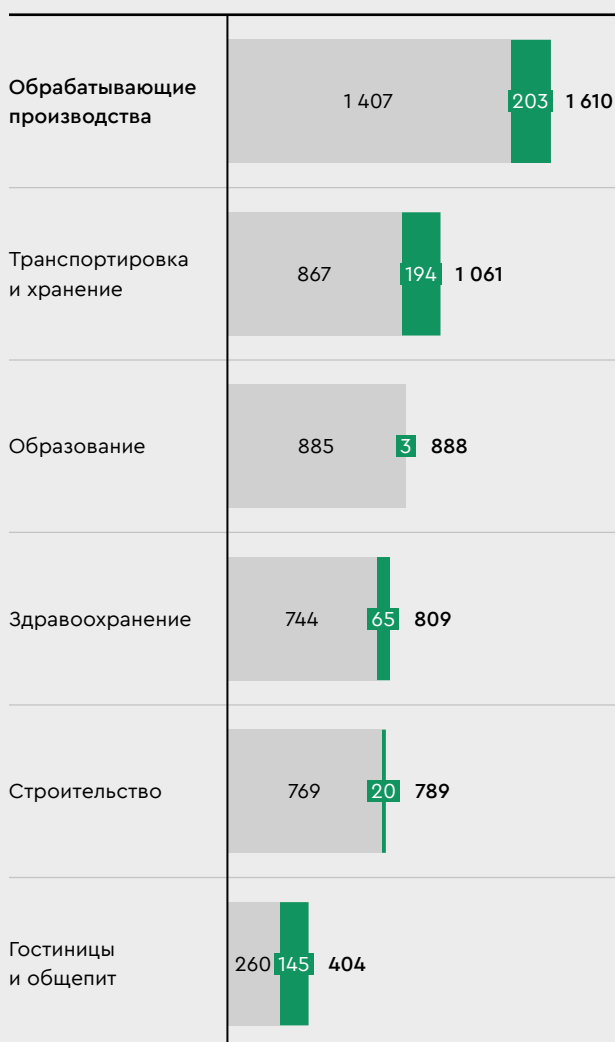 Обрабатывающие
производства
1 407
203
1 610
Транспортировка
и хранение
867
194
1 061
Образование
885
3
888
Здравоохранение
744
65
809
Строительство
769
20
789
Гостиницы
и общепит
260
145
404